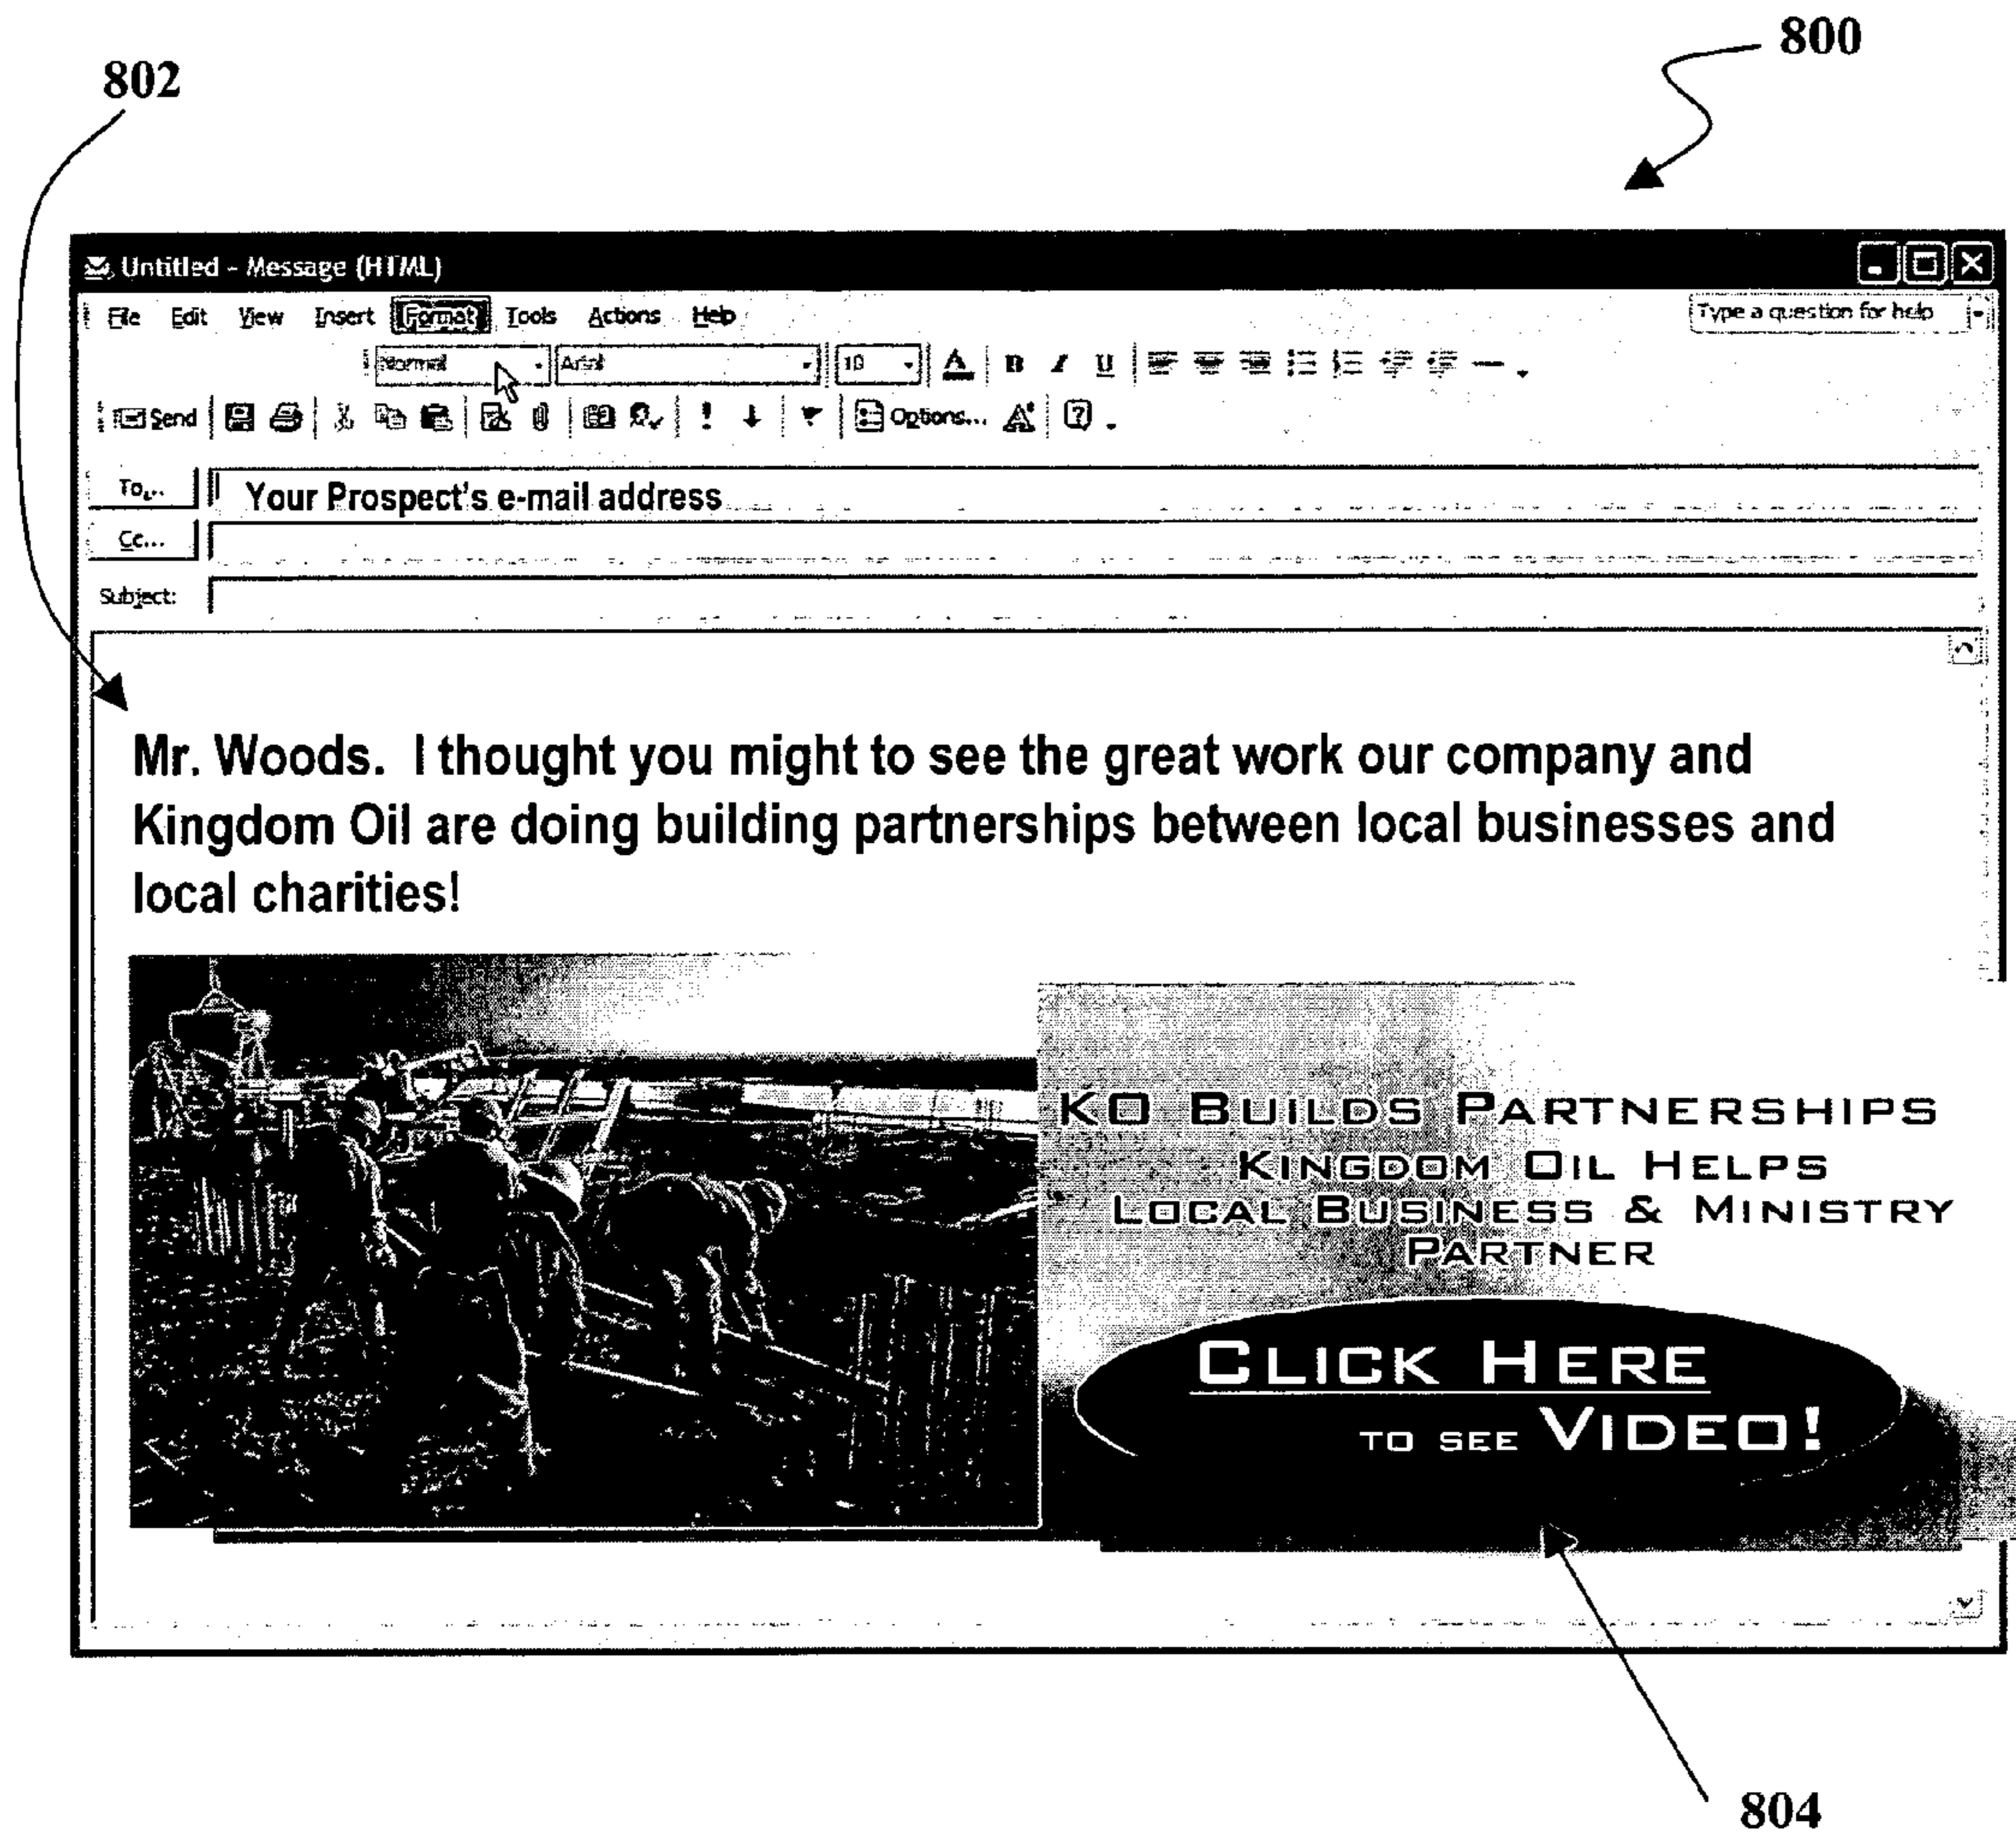 800
802
Untitled - Message (HTML)
File Edit View Insert Format Tools Actions Help Type a question for help
Normal Arial 10 A B I U
Send Options...
To... Your Prospect's e-mail address
Cc...
Subject:
Mr. Woods. I thought you might to see the great work our company and
Kingdom Oil are doing building partnerships between local businesses and
local charities!
KO BUILDS PARTNERSHIPS
KINGDOM OIL HELPS
LOCAL BUSINESS & MINISTRY
PARTNER
CLICK HERE
TO SEE VIDEO!
804